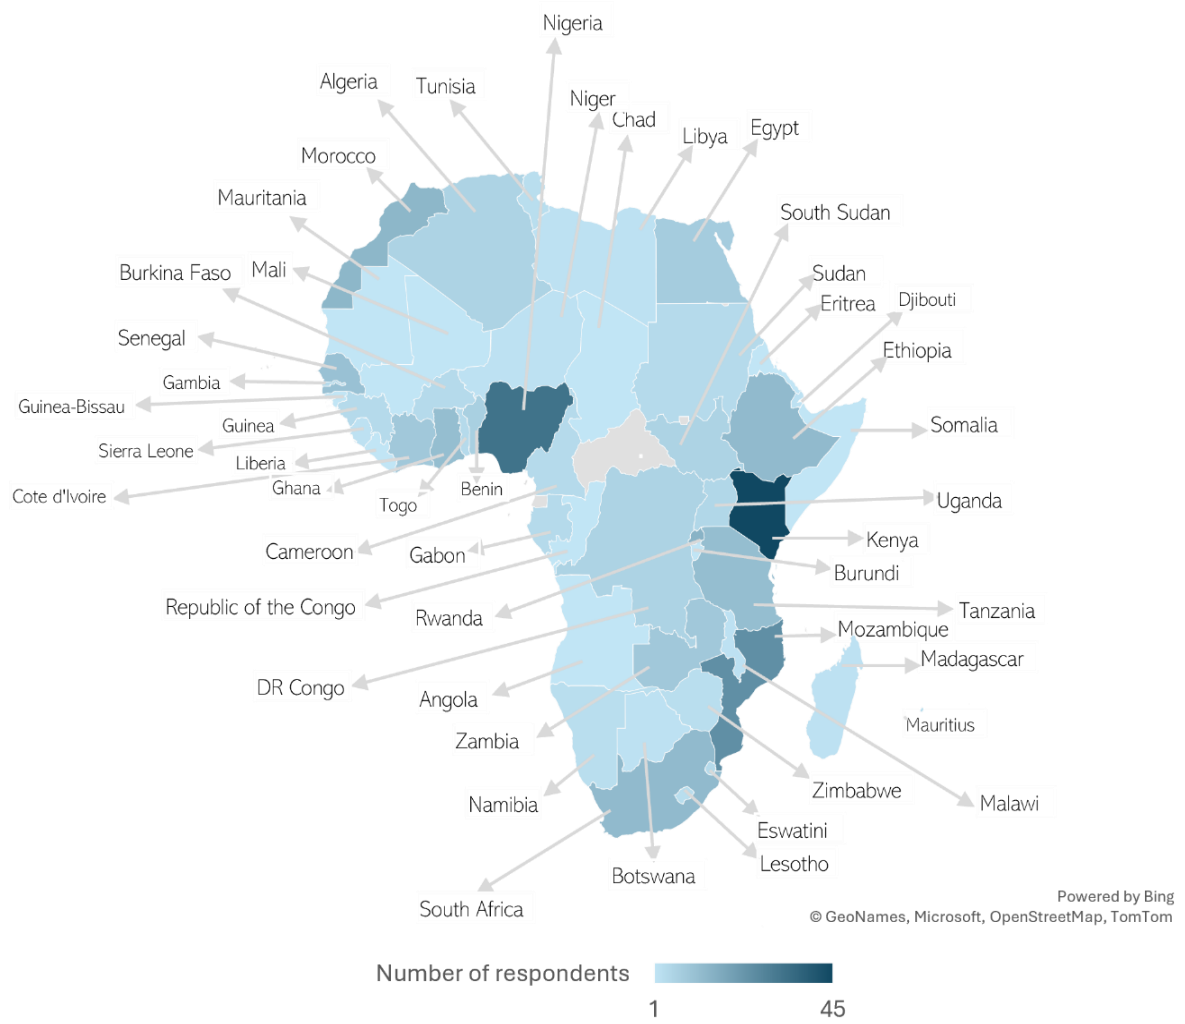 Nigeria
Algeria
Tunisia
Niger
Chad
Libya
Egypt
Morocco
Mauritania
South Sudan
Burkina Faso
Mali
Sudan
Eritrea
Djibouti
Senegal
Ethiopia
Gambia
Guinea-Bissau
Guinea
Somalia
Sierra Leone
Liberia
Ghana
Benin
Cote d'Ivoire
Togo
Uganda
Cameroon
Gabon
Kenya
Burundi
Republic of the Congo
Rwanda
Tanzania
Mozambique
Madagascar
DR Congo
Angola
Mauritius
Zambia
Zimbabwe
Namibia
Malawi
Eswatini
Lesotho
Botswana
South Africa
Powered by Bing
© GeoNames, Microsoft, OpenStreetMap, TomTom
Number of respondents
1
45